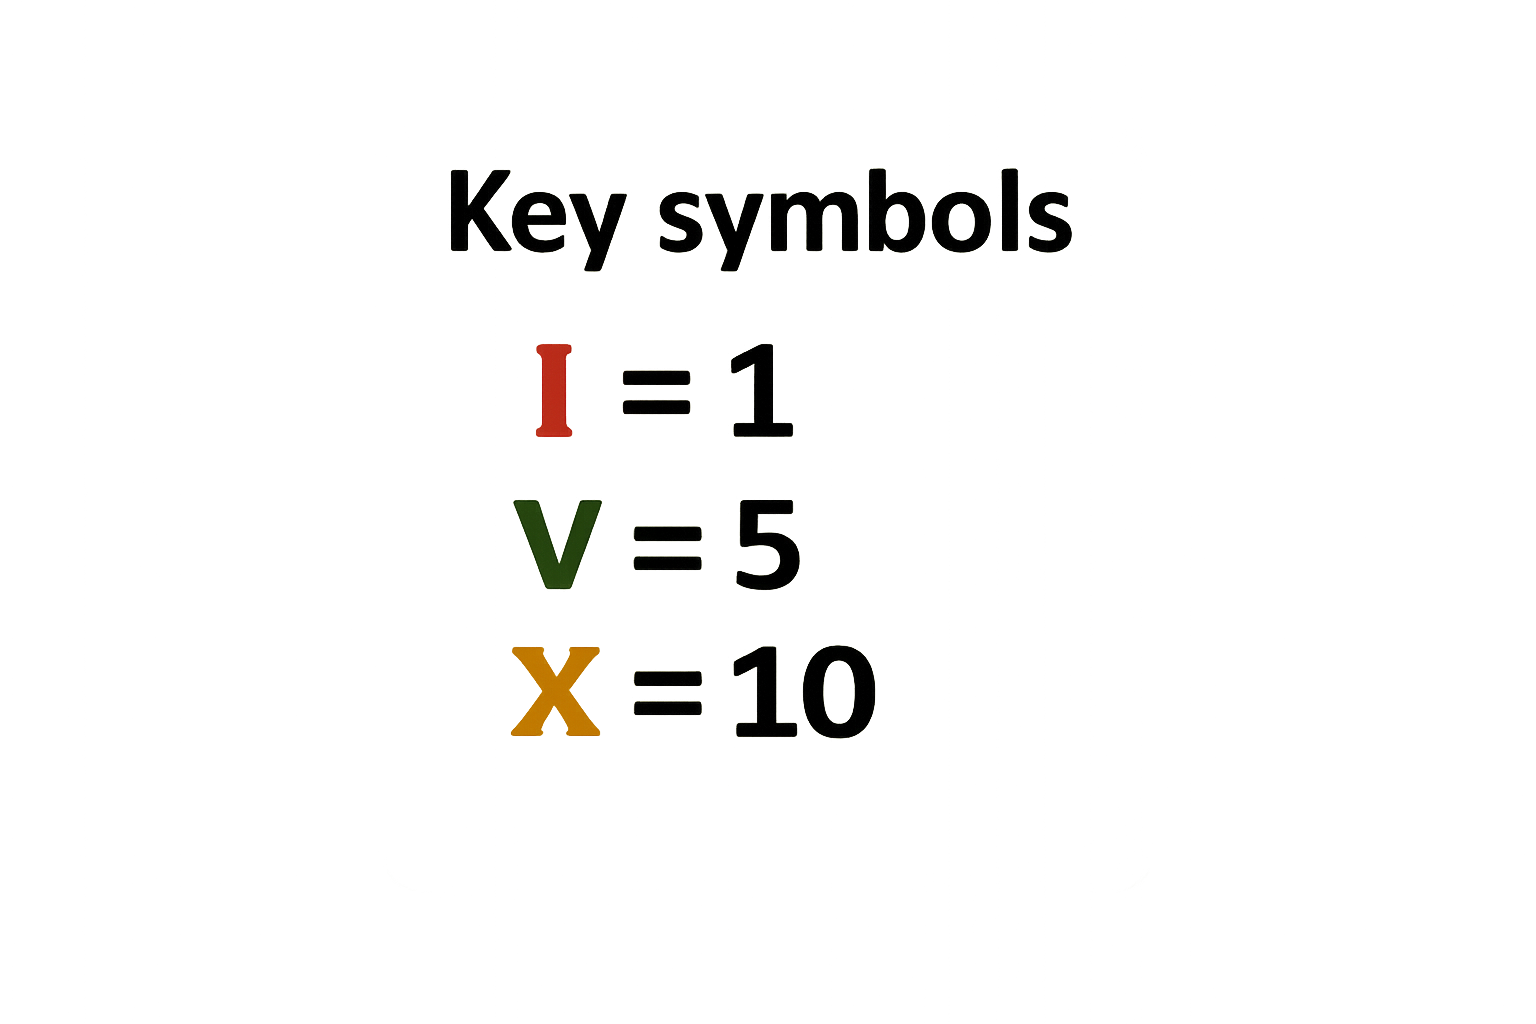 Key symbols
I = 1
V = 5
X = 10